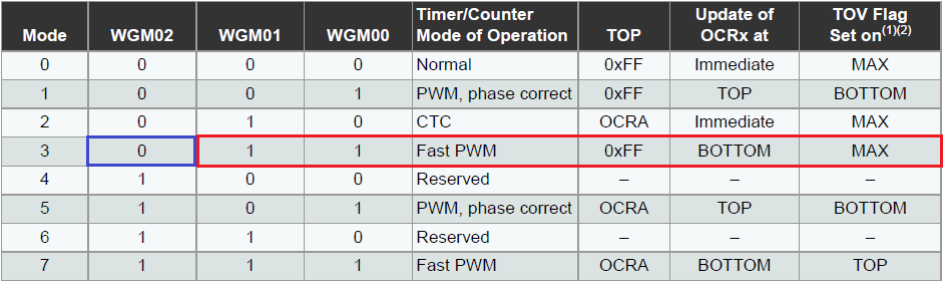 Mode WGM02 WGM01 WGM00 Timer/Counter Mode of Operation TOP Update of OCRx at TOV Flag Set on(1)(2)
0 0 0 0 Normal 0xFF Immediate MAX
1 0 0 1 PWM, phase correct 0xFF TOP BOTTOM
2 0 1 0 CTC OCRA Immediate MAX
3 0 1 1 Fast PWM 0xFF BOTTOM MAX
4 1 0 0 Reserved – – –
5 1 0 1 PWM, phase correct OCRA TOP BOTTOM
6 1 1 0 Reserved – – –
7 1 1 1 Fast PWM OCRA BOTTOM TOP